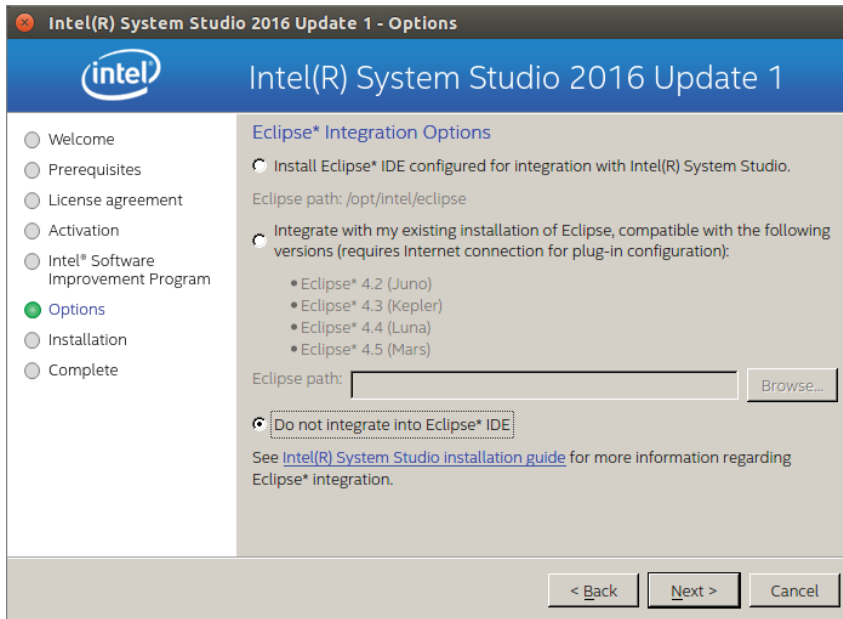 Intel(R) System Studio 2016 Update 1 - Options
intel
Intel(R) System Studio 2016 Update 1
Welcome
Prerequisites
License agreement
Activation
Intel® Software
Improvement Program
Options
Installation
Complete
Eclipse* Integration Options
Install Eclipse* IDE configured for integration with Intel(R) System Studio.
Eclipse path: /opt/intel/eclipse
Integrate with my existing installation of Eclipse, compatible with the following
versions (requires Internet connection for plug-in configuration):
• Eclipse* 4.2 (Juno)
• Eclipse* 4.3 (Kepler)
• Eclipse* 4.4 (Luna)
• Eclipse* 4.5 (Mars)
Eclipse path:
Browse...
Do not integrate into Eclipse* IDE
See Intel(R) System Studio installation guide for more information regarding
Eclipse* integration.
< Back
Next >
Cancel